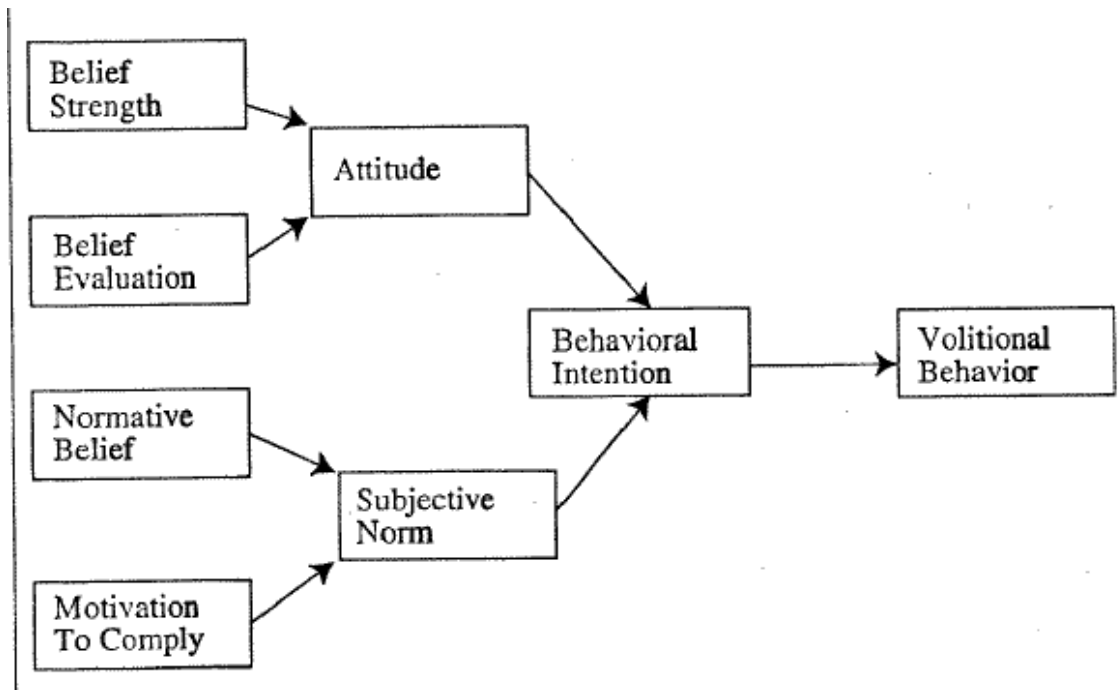 Belief
Strength
Attitude
Belief
Evaluation
Behavioral
Intention
Volitional
Behavior
Normative
Belief
Subjective
Norm
Motivation
To Comply